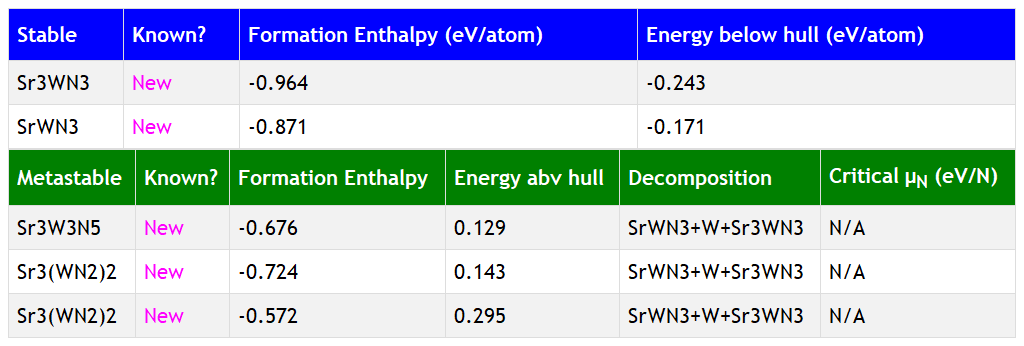 Stable Known? Formation Enthalpy (eV/atom) Energy below hull (eV/atom)
Sr3WN3 New -0.964 -0.243
SrWN3 New -0.871 -0.171
Metastable Known? Formation Enthalpy Energy abv hull Decomposition Critical μN (eV/N)
Sr3W3N5 New -0.676 0.129 SrWN3+W+Sr3WN3 N/A
Sr3(WN2)2 New -0.724 0.143 SrWN3+W+Sr3WN3 N/A
Sr3(WN2)2 New -0.572 0.295 SrWN3+W+Sr3WN3 N/A